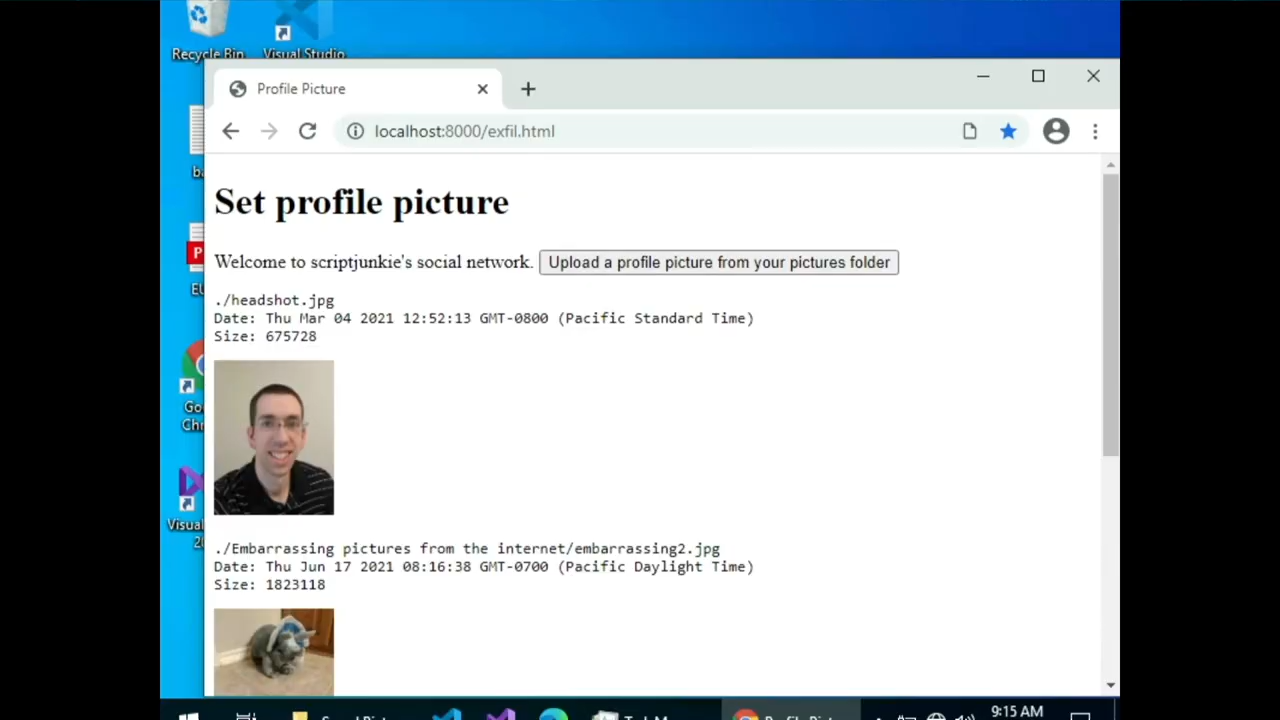 Recycle Bin
Visual Studio
Profile Picture
localhost:8000/exfil.html
Set profile picture
Welcome to scriptjunkie's social network. Upload a profile picture from your pictures folder
./headshot.jpg
Date: Thu Mar 04 2021 12:52:13 GMT-0800 (Pacific Standard Time)
Size: 675728
./Embarrassing pictures from the internet/embarrassing2.jpg
Date: Thu Jun 17 2021 08:16:38 GMT-0700 (Pacific Daylight Time)
Size: 1823118
9:15 AM